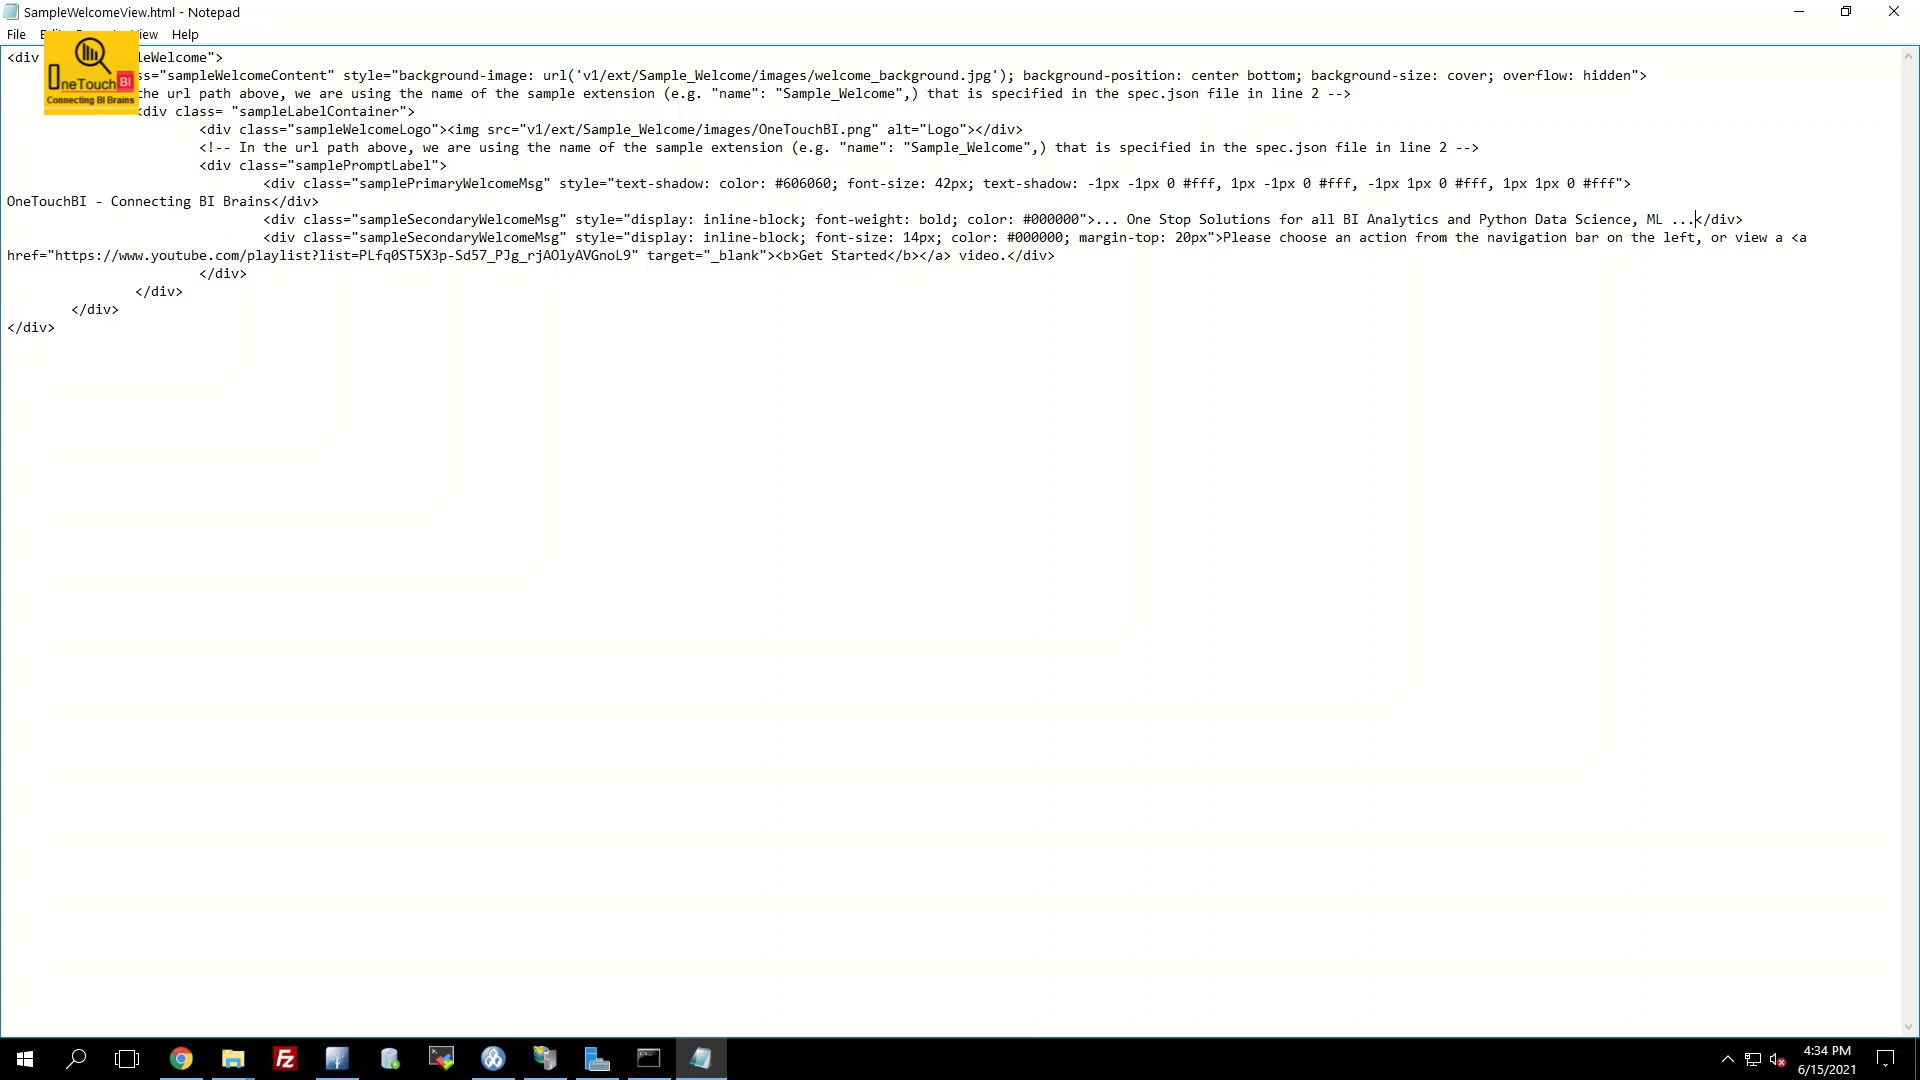 SampleWelcomeView.html - Notepad
File iew Help
<div leWelcome">
ss="sampleWelcomeContent" style="background-image: url('v1/ext/Sample_Welcome/images/welcome_background.jpg'); background-position: center bottom; background-size: cover; overflow: hidden">
OneTouch BI
Connecting BI Brains
the url path above, we are using the name of the sample extension (e.g. "name": "Sample_Welcome",) that is specified in the spec.json file in line 2 -->
div class= "sampleLabelContainer">
<div class="sampleWelcomeLogo"><img src="v1/ext/Sample_Welcome/images/OneTouchBI.png" alt="Logo"></div>
<!-- In the url path above, we are using the name of the sample extension (e.g. "name": "Sample_Welcome",) that is specified in the spec.json file in line 2 -->
<div class="samplePromptLabel">
<div class="samplePrimaryWelcomeMsg" style="text-shadow: color: #606060; font-size: 42px; text-shadow: -1px -1px 0 #fff, 1px -1px 0 #fff, -1px 1px 0 #fff, 1px 1px 0 #fff">
OneTouchBI - Connecting BI Brains</div>
<div class="sampleSecondaryWelcomeMsg" style="display: inline-block; font-weight: bold; color: #000000">... One Stop Solutions for all BI Analytics and Python Data Science, ML ...</div>
<div class="sampleSecondaryWelcomeMsg" style="display: inline-block; font-size: 14px; color: #000000; margin-top: 20px">Please choose an action from the navigation bar on the left, or view a <a
href="https://www.youtube.com/playlist?list=PLfq0ST5X3p-Sd57_PJg_rjAOlyAVGnoL9" target="_blank"><b>Get Started</b></a> video.</div>
</div>
</div>
</div>
</div>
4:34 PM
6/15/2021